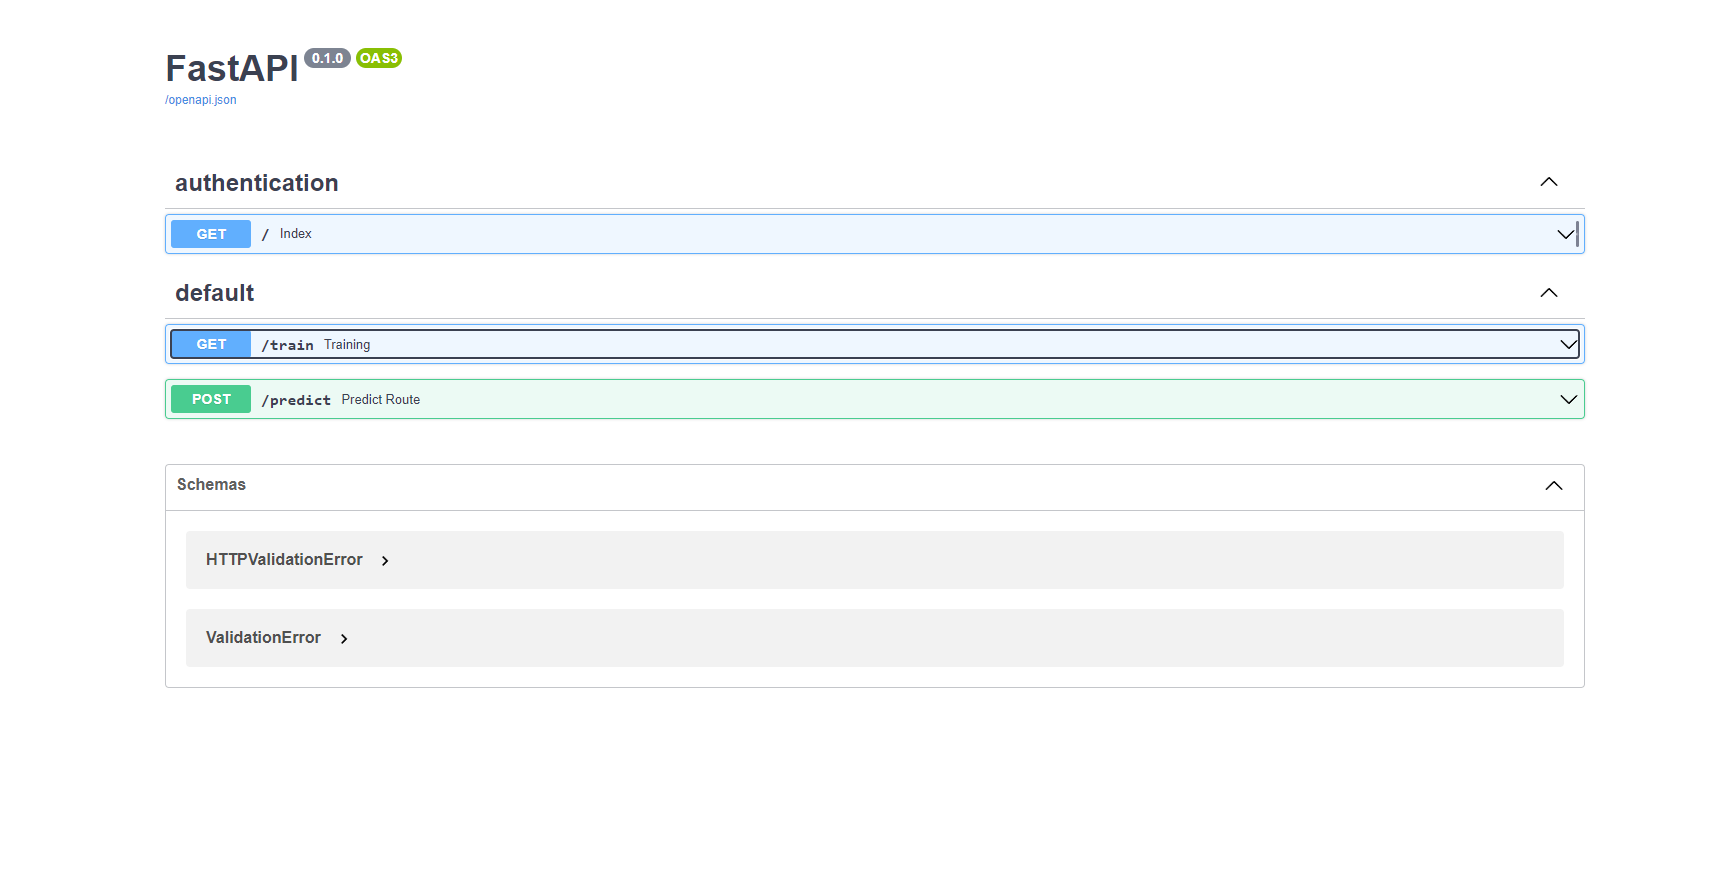 FastAPI 0.1.0 OAS3
/openapi.json
authentication
GET / Index
default
GET /train Training
POST /predict Predict Route
Schemas
HTTPValidationError
ValidationError